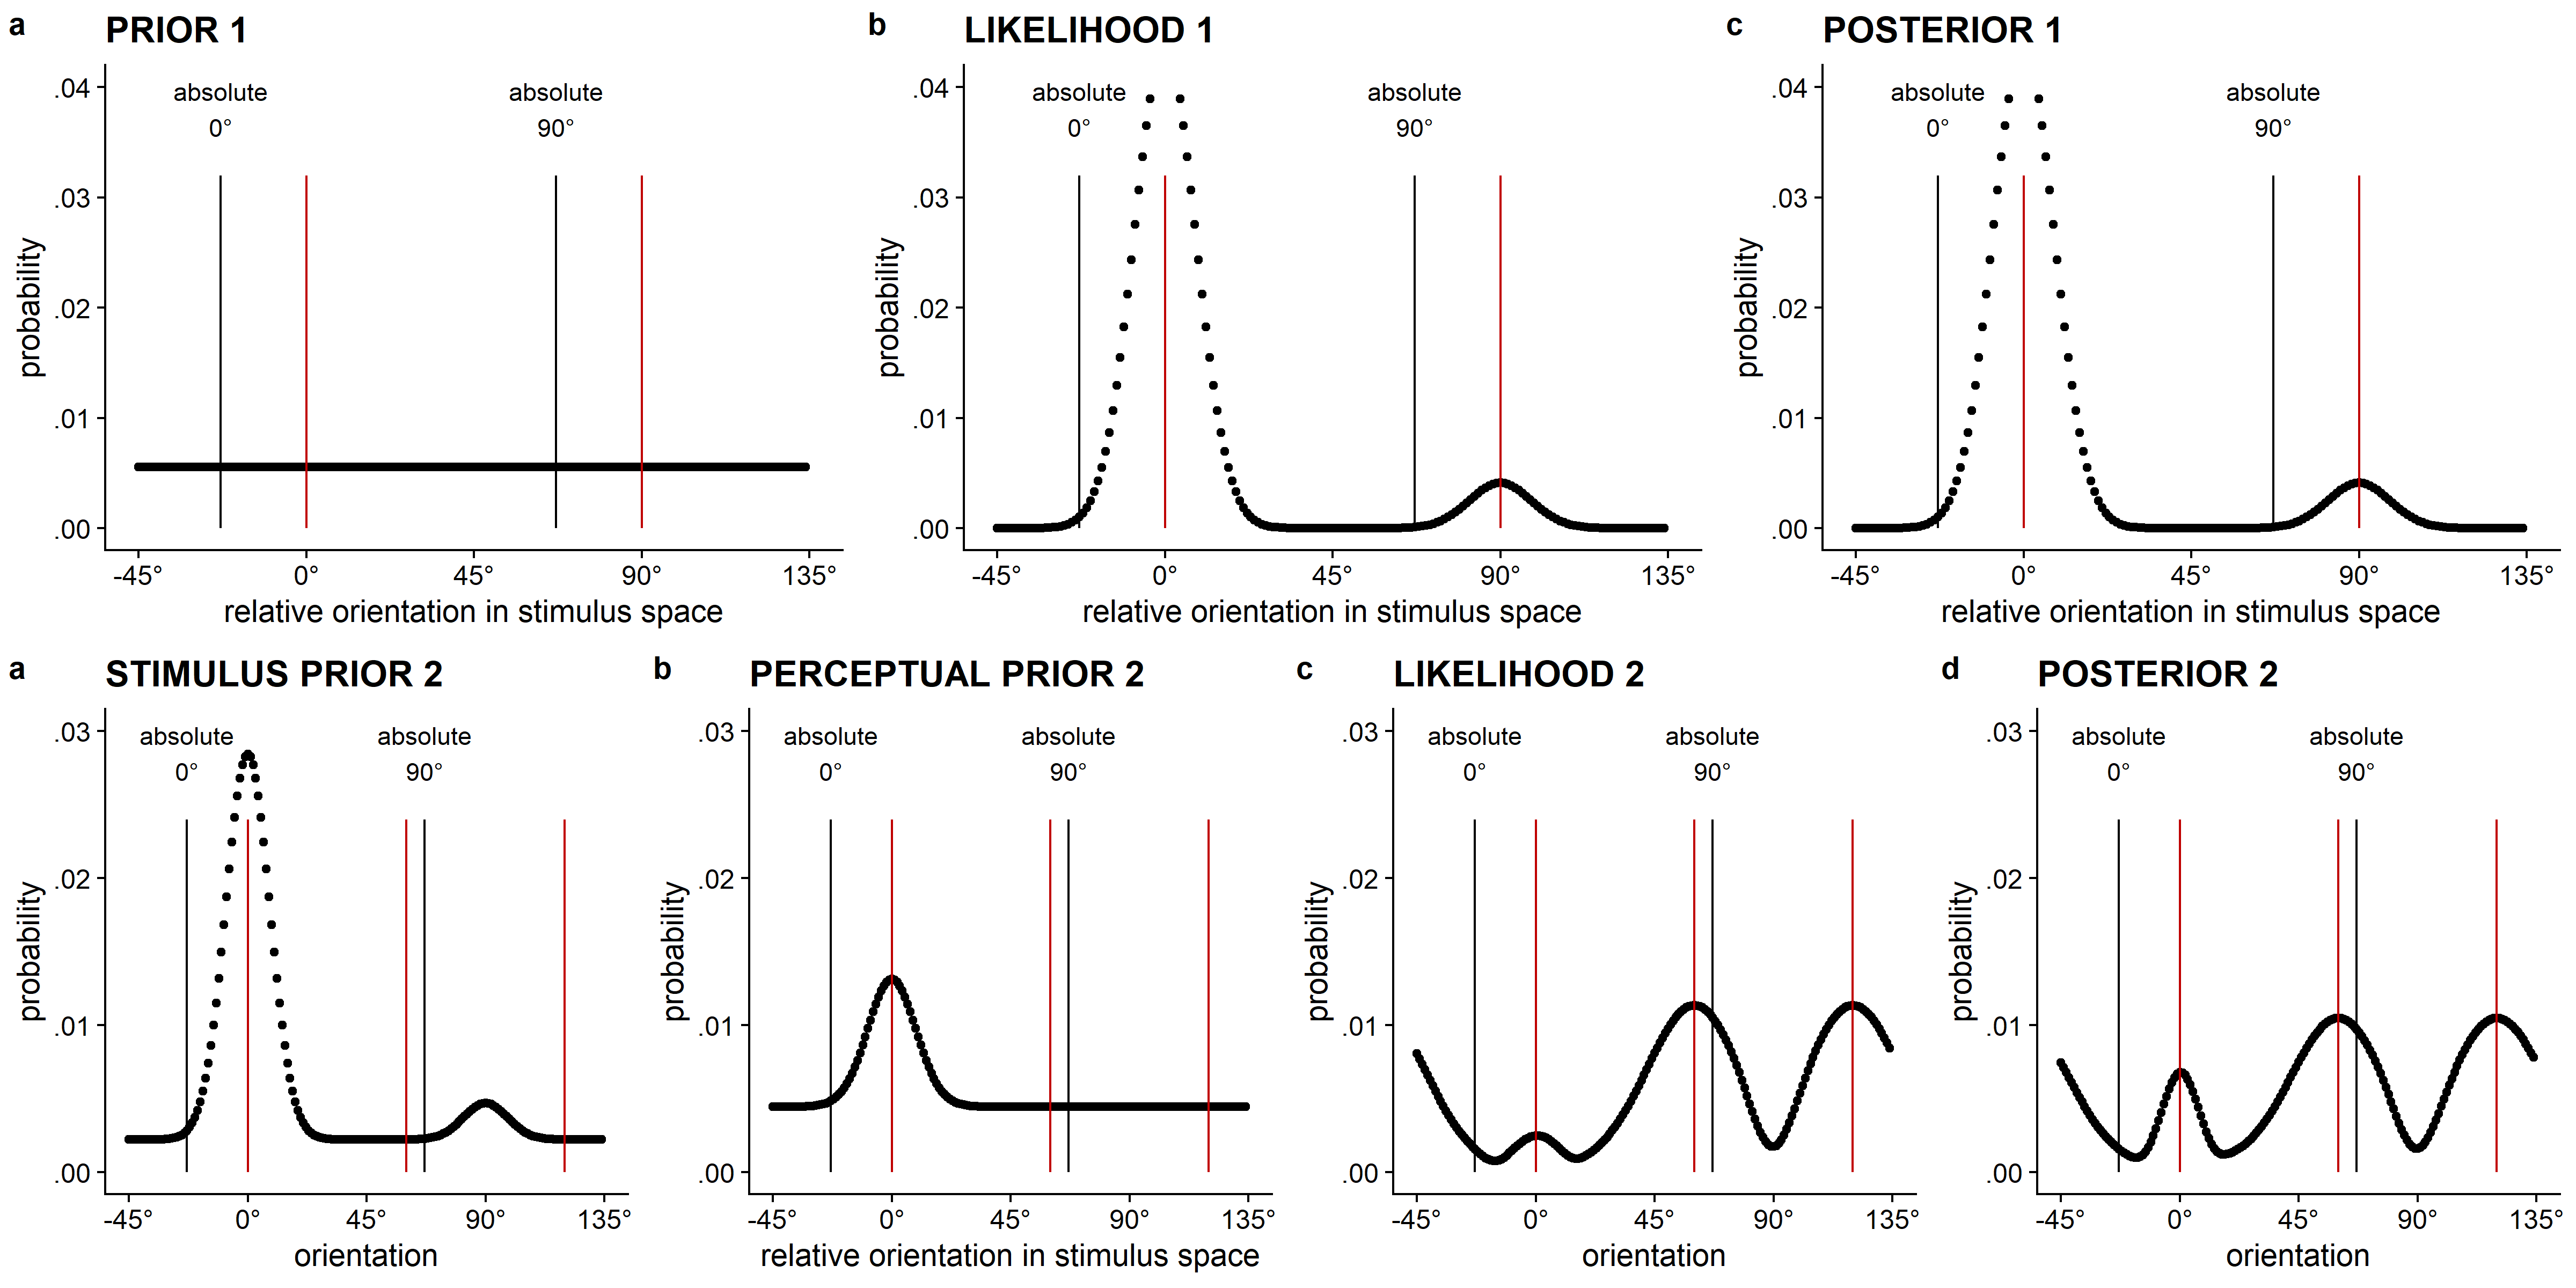 a PRIOR 1
.04
.03
.02
.01
.00
absolute
0°
absolute
90°
probability
-45° 0° 45° 90° 135°
relative orientation in stimulus space
b LIKELIHOOD 1
.04
.03
.02
.01
.00
absolute
0°
absolute
90°
probability
-45° 0° 45° 90° 135°
relative orientation in stimulus space
c POSTERIOR 1
.04
.03
.02
.01
.00
absolute
0°
absolute
90°
probability
-45° 0° 45° 90° 135°
relative orientation in stimulus space
a STIMULUS PRIOR 2
.03
.02
.01
.00
absolute
0°
absolute
90°
probability
-45° 0° 45° 90° 135°
orientation
b PERCEPTUAL PRIOR 2
.03
.02
.01
.00
absolute
0°
absolute
90°
probability
-45° 0° 45° 90° 135°
relative orientation in stimulus space
c LIKELIHOOD 2
.03
.02
.01
.00
absolute
0°
absolute
90°
probability
-45° 0° 45° 90° 135°
orientation
d POSTERIOR 2
.03
.02
.01
.00
absolute
0°
absolute
90°
probability
-45° 0° 45° 90° 135°
orientation